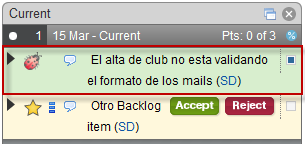 Current
1 15 Mar - Current Pts: 0 of 3 %
El alta de club no esta validando
el formato de los mails (SD)
Otro Backlog Accept Reject
item (SD)